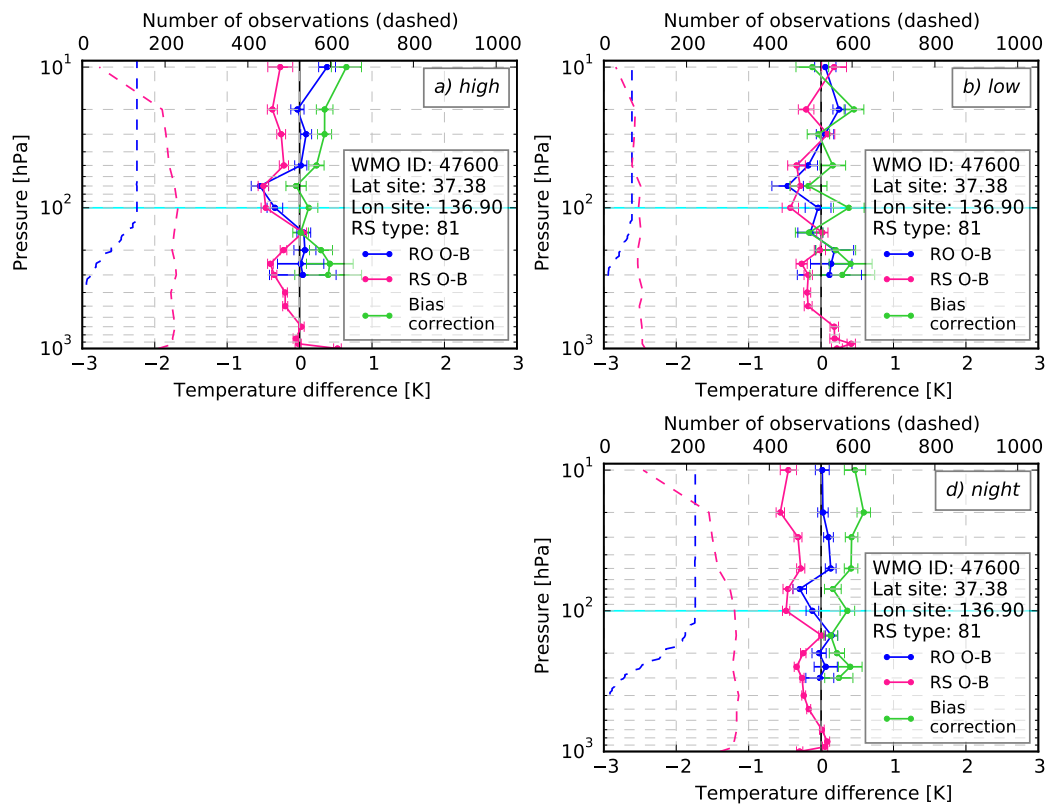 Number of observations (dashed)
0 200 400 600 800 1000
10¹
10²
10³
Pressure [hPa]
a) high
WMO ID: 47600
Lat site: 37.38
Lon site: 136.90
RS type: 81
RO O-B
RS O-B
Bias
correction
−3 −2 −1 0 1 2 3
Temperature difference [K]
Number of observations (dashed)
0 200 400 600 800 1000
10¹
10²
10³
Pressure [hPa]
b) low
WMO ID: 47600
Lat site: 37.38
Lon site: 136.90
RS type: 81
RO O-B
RS O-B
Bias
correction
−3 −2 −1 0 1 2 3
Temperature difference [K]
Number of observations (dashed)
0 200 400 600 800 1000
10¹
10²
10³
Pressure [hPa]
d) night
WMO ID: 47600
Lat site: 37.38
Lon site: 136.90
RS type: 81
RO O-B
RS O-B
Bias
correction
−3 −2 −1 0 1 2 3
Temperature difference [K]